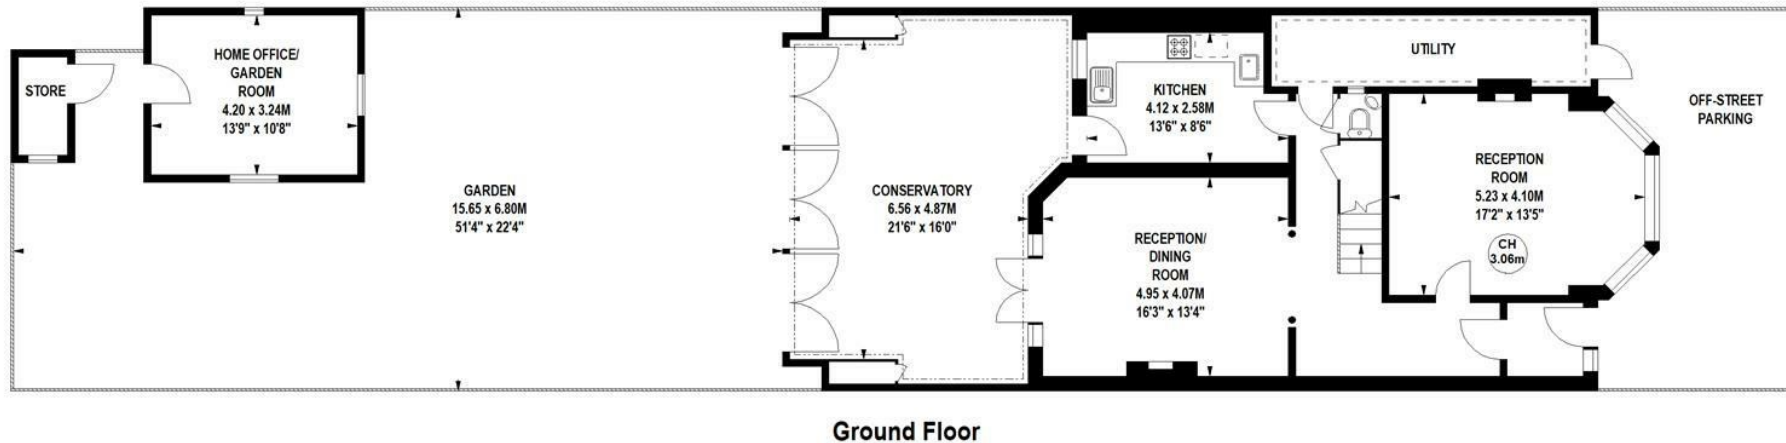 STORE
HOME OFFICE/
GARDEN
ROOM
4.20 x 3.24M
13'9" x 10'8"
GARDEN
15.65 x 6.80M
51'4" x 22'4"
CONSERVATORY
6.56 x 4.87M
21'6" x 16'0"
KITCHEN
4.12 x 2.58M
13'6" x 8'6"
RECEPTION/
DINING
ROOM
4.95 x 4.07M
16'3" x 13'4"
UTILITY
RECEPTION
ROOM
5.23 x 4.10M
17'2" x 13'5"
CH
3.06m
OFF-STREET
PARKING
Ground Floor